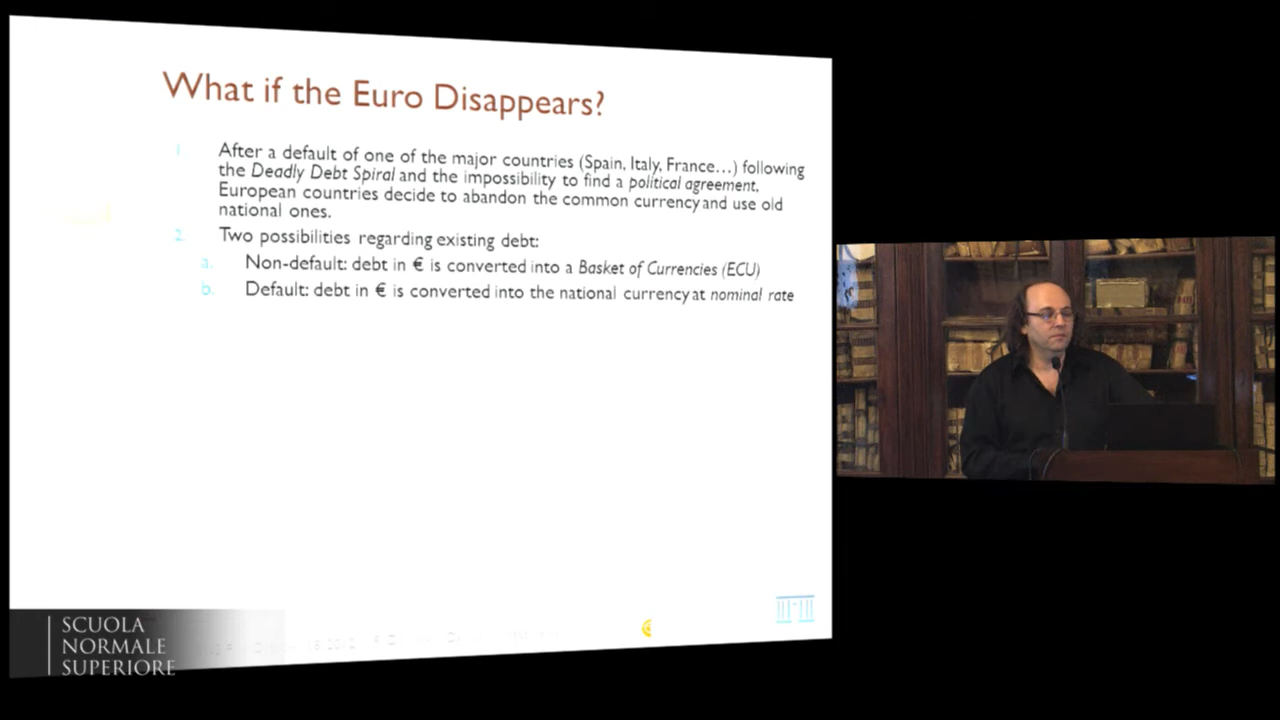 What if the Euro Disappears?
1. After a default of one of the major countries (Spain, Italy, France...) following
the Deadly Debt Spiral and the impossibility to find a political agreement,
European countries decide to abandon the common currency and use old
national ones.
2. Two possibilities regarding existing debt:
a. Non-default: debt in € is converted into a Basket of Currencies (ECU)
b. Default: debt in € is converted into the national currency at nominal rate
SCUOLA
NORMALE
SUPERIORE